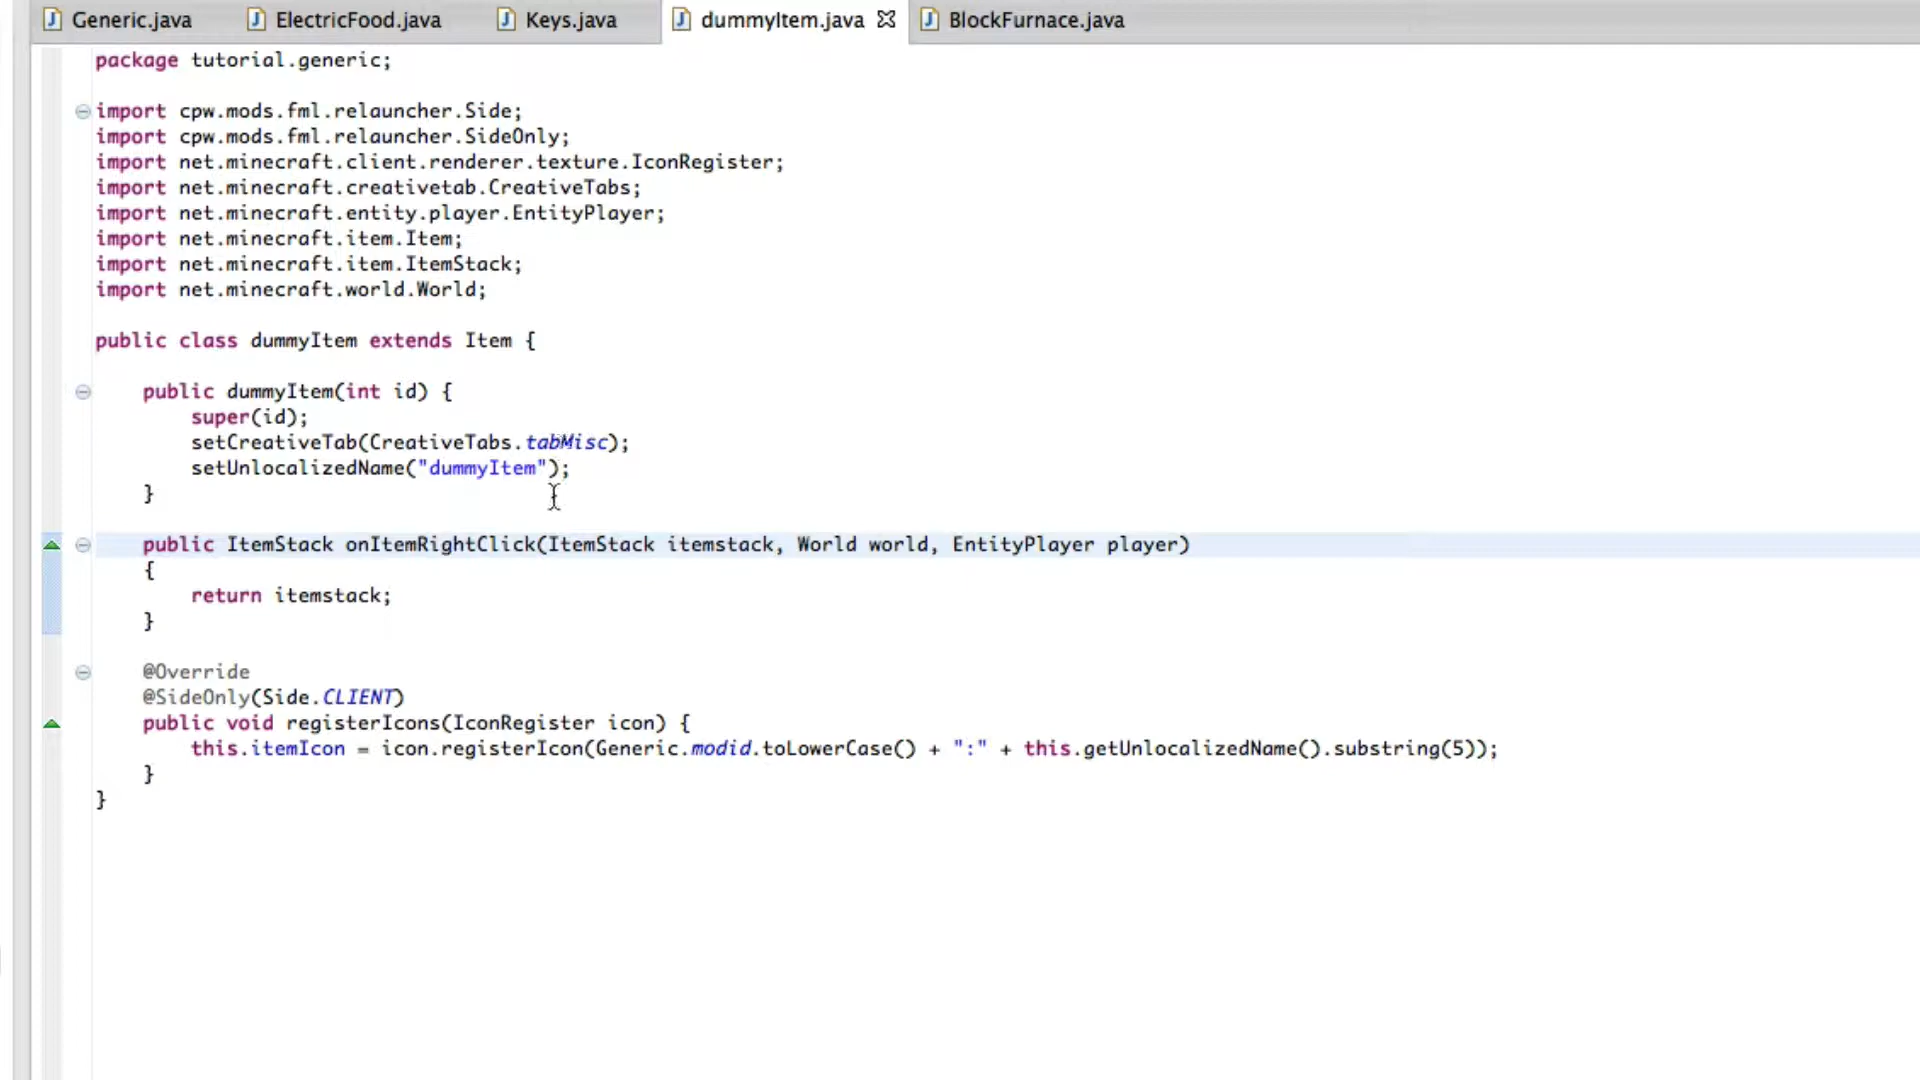 Generic.java ElectricFood.java Keys.java dummyItem.java BlockFurnace.java
package tutorial.generic;
import cpw.mods.fml.relauncher.Side;
import cpw.mods.fml.relauncher.SideOnly;
import net.minecraft.client.renderer.texture.IconRegister;
import net.minecraft.creativetab.CreativeTabs;
import net.minecraft.entity.player.EntityPlayer;
import net.minecraft.item.Item;
import net.minecraft.item.ItemStack;
import net.minecraft.world.World;
public class dummyItem extends Item {
public dummyItem(int id) {
super(id);
setCreativeTab(CreativeTabs.tabMisc);
setUnlocalizedName("dummyItem");
}
public ItemStack onItemRightClick(ItemStack itemstack, World world, EntityPlayer player)
{
return itemstack;
}
@Override
@SideOnly(Side.CLIENT)
public void registerIcons(IconRegister icon) {
this.itemIcon = icon.registerIcon(Generic.modid.toLowerCase() + ":" + this.getUnlocalizedName().substring(5));
}
}